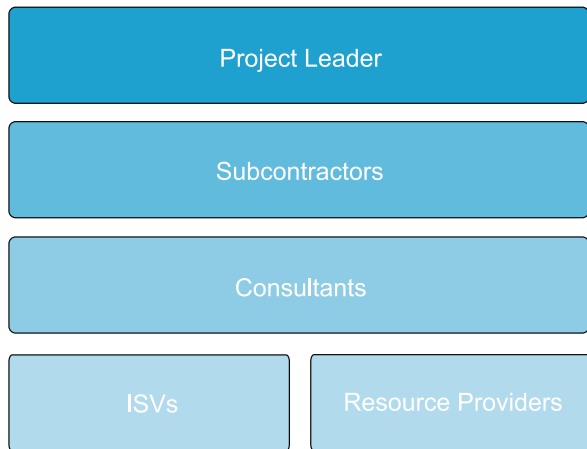 Project Leader
Subcontractors
Consultants
ISVs
Resource Providers